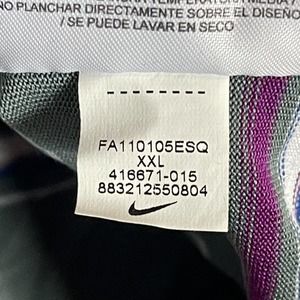 NO PLANCHAR DIRECTAMENTE SOBRE EL DISEÑO
/ SE PUEDE LAVAR EN SECO
FA110105ESQ
XXL
416671-015
883212550804